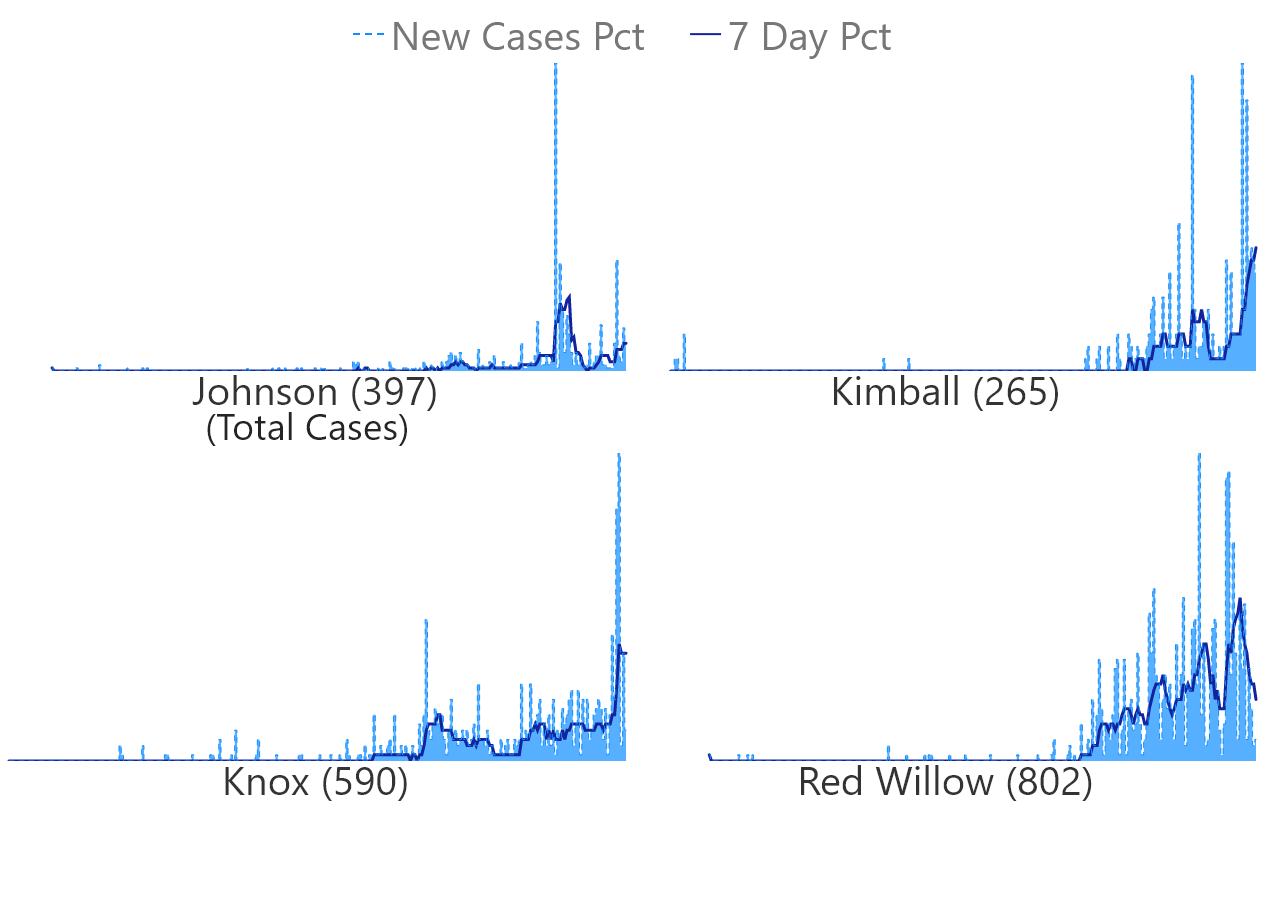 New Cases Pct 7 Day Pct
Johnson (397) Kimball (265)
(Total Cases)
Knox (590) Red Willow (802)